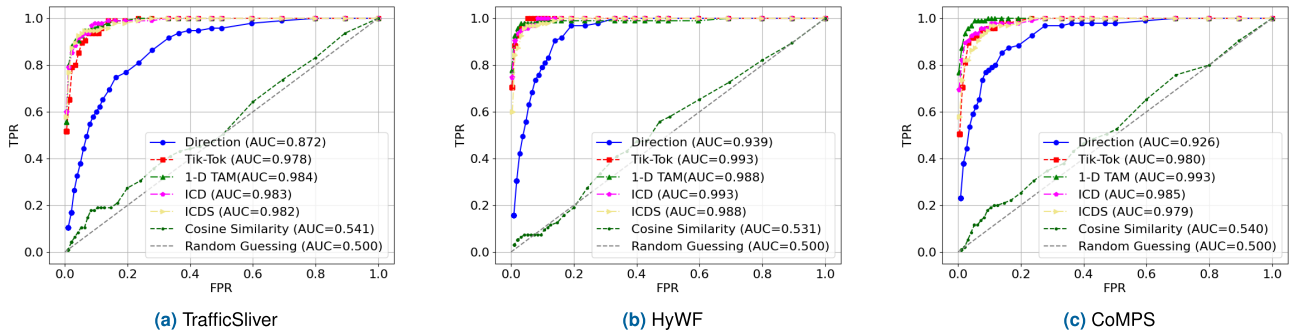 1.0
0.8
0.6
0.4
0.2
0.0
TPR
0.0 0.2 0.4 0.6 0.8 1.0
FPR
Direction (AUC=0.872)
Tik-Tok (AUC=0.978)
1-D TAM(AUC=0.984)
ICD (AUC=0.983)
ICDS (AUC=0.982)
Cosine Similarity (AUC=0.541)
Random Guessing (AUC=0.500)
(a) TrafficSliver
1.0
0.8
0.6
0.4
0.2
0.0
TPR
0.0 0.2 0.4 0.6 0.8 1.0
FPR
Direction (AUC=0.939)
Tik-Tok (AUC=0.993)
1-D TAM(AUC=0.988)
ICD (AUC=0.993)
ICDS (AUC=0.988)
Cosine Similarity (AUC=0.531)
Random Guessing (AUC=0.500)
(b) HyWF
1.0
0.8
0.6
0.4
0.2
0.0
TPR
0.0 0.2 0.4 0.6 0.8 1.0
FPR
Direction (AUC=0.926)
Tik-Tok (AUC=0.980)
1-D TAM (AUC=0.993)
ICD (AUC=0.985)
ICDS (AUC=0.979)
Cosine Similarity (AUC=0.540)
Random Guessing (AUC=0.500)
(c) CoMPS